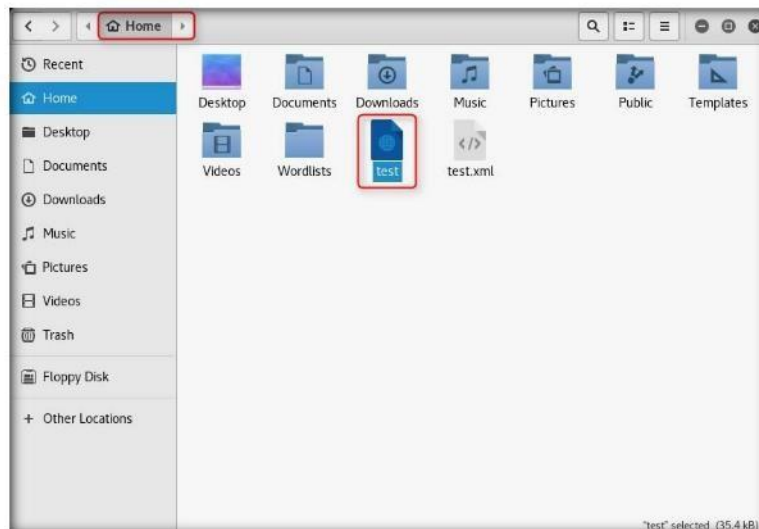 Home
Recent
Home
Desktop
Documents
Downloads
Music
Pictures
Videos
Trash
Floppy Disk
+ Other Locations
Desktop Documents Downloads Music Pictures Public Templates
Videos Wordlists test test.xml
"test" selected (35.4 kB)